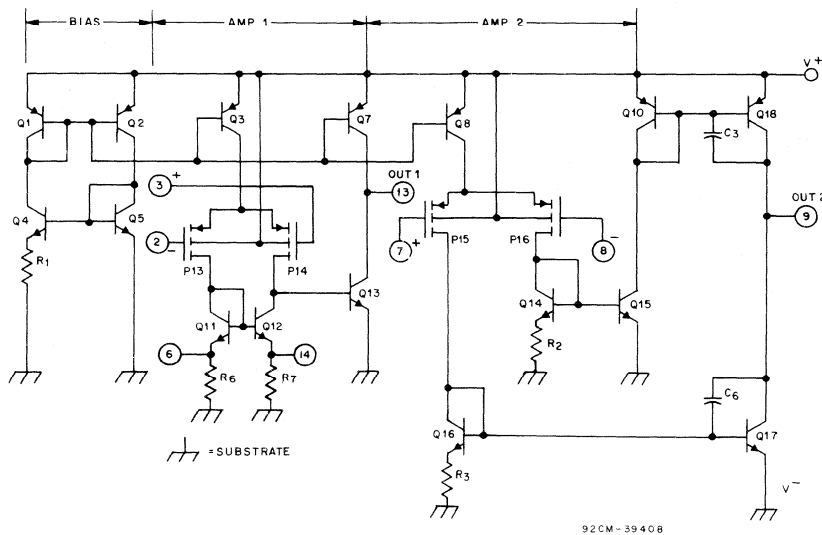 BIAS AMP 1 AMP 2
V+
Q1 Q2 Q3 Q7 Q8 Q10 Q18
C3
OUT 1
3 + 13
OUT 2
9
Q4 Q5
2 - 7 + 8 -
P13 P14 P15 P16
R1
Q13
Q11 Q12 Q14 Q15
6 14
R2
R6 R7
C6
Q16 Q17
= SUBSTRATE
R3
V-
92CM-39408